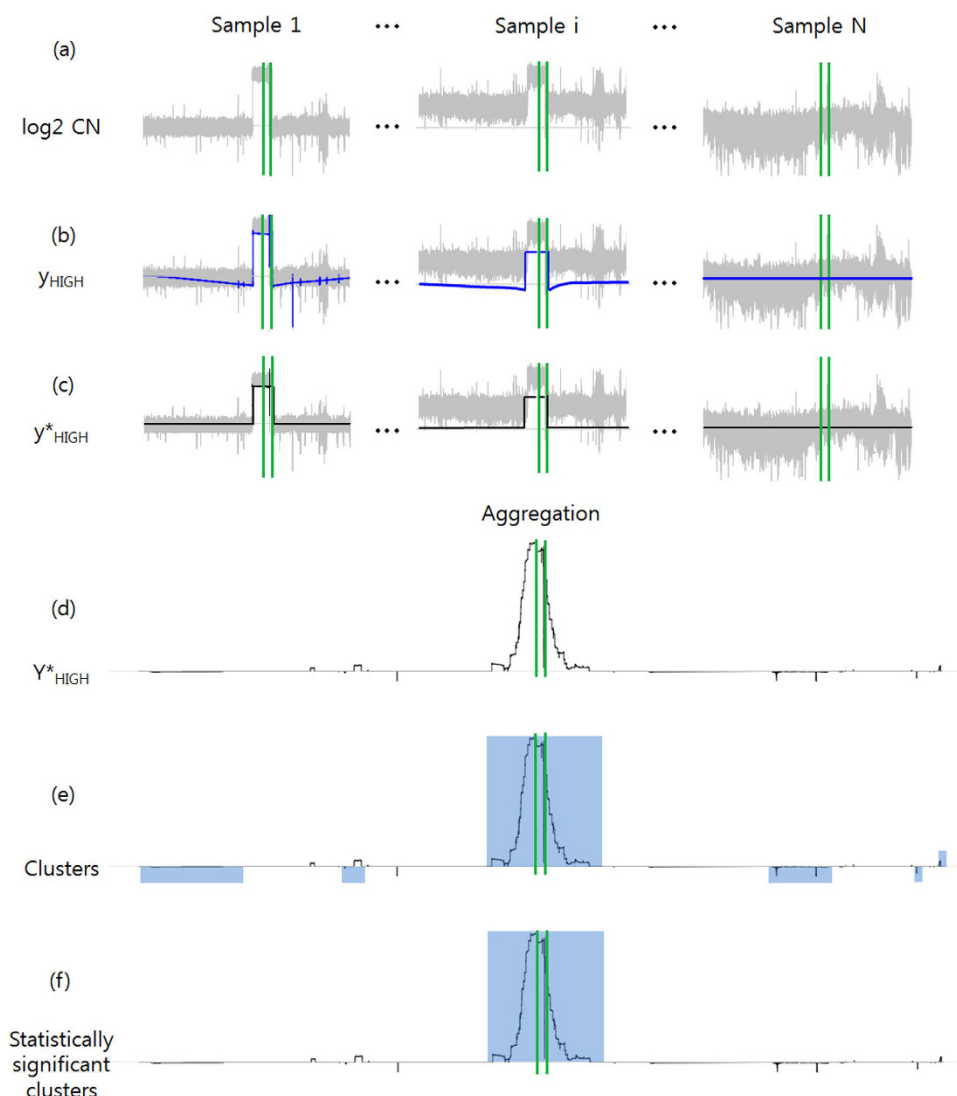 Sample 1 ... Sample i ... Sample N
(a)
log2 CN ... ...
(b)
yHIGH ... ...
(c)
y*HIGH ... ...
Aggregation
(d)
Y*HIGH
(e)
Clusters
(f)
Statistically
significant
clusters